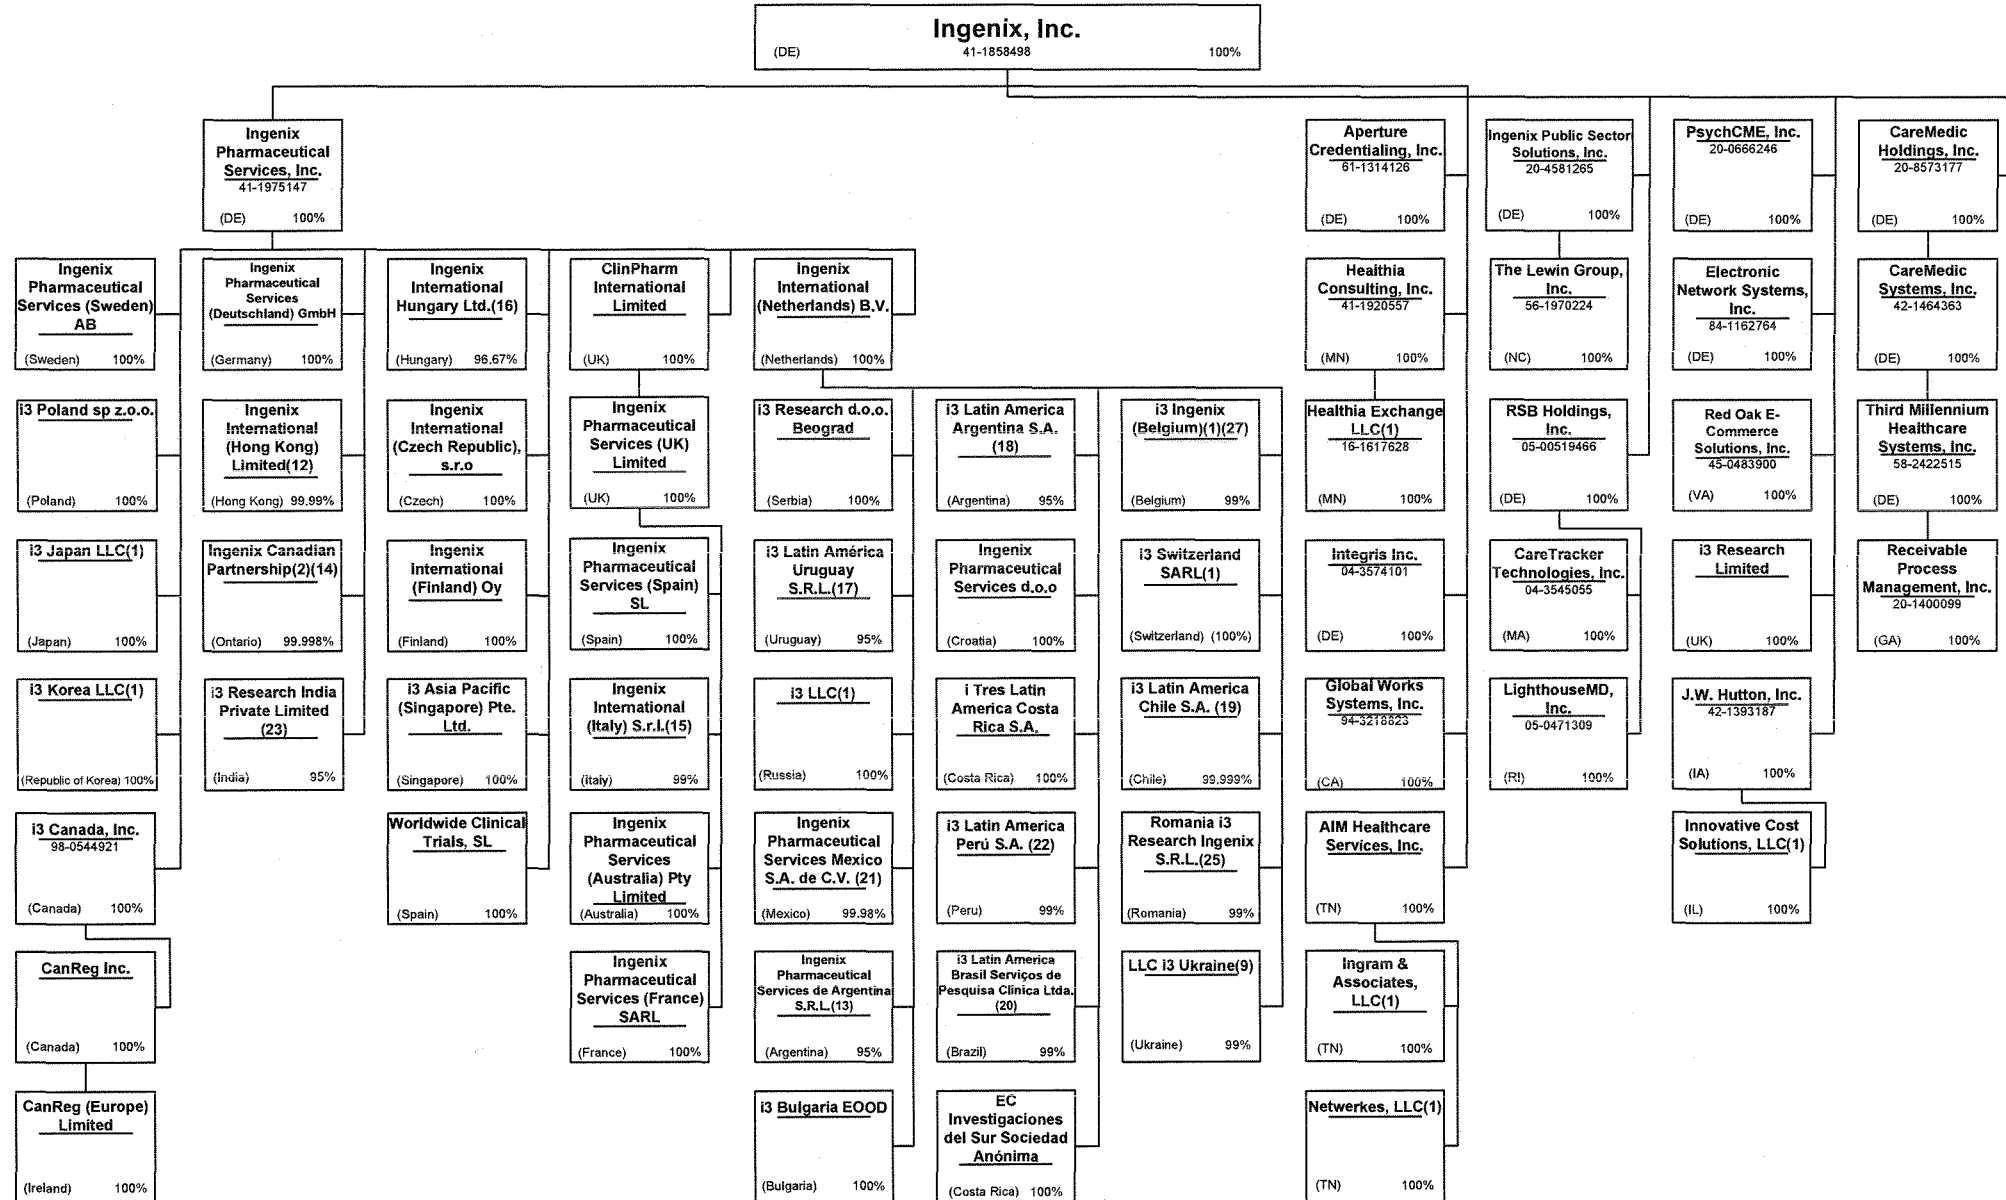 Ingenix, Inc.
41-1858498
(DE) 100%
Ingenix
Pharmaceutical
Services, Inc.
41-1975147
(DE) 100%
Aperture
Credentialing, Inc.
61-1314126
(DE) 100%
Ingenix Public Sector
Solutions, Inc.
20-4581265
(DE) 100%
PsychCME, Inc.
20-0666246
(DE) 100%
CareMedic
Holdings, Inc.
20-8573177
(DE) 100%
Ingenix
Pharmaceutical
Services (Sweden)
AB
(Sweden) 100%
Ingenix
Pharmaceutical
Services
(Deutschland) GmbH
(Germany) 100%
Ingenix
International
Hungary Ltd.(16)
(Hungary) 96.67%
ClinPharm
International
Limited
(UK) 100%
Ingenix
International
(Netherlands) B.V.
(Netherlands) 100%
Healthia
Consulting, Inc.
41-1920557
(MN) 100%
The Lewin Group,
Inc.
56-1970224
(NC) 100%
Electronic
Network Systems,
Inc.
84-1162764
(DE) 100%
CareMedic
Systems, Inc.
42-1464363
(DE) 100%
i3 Poland sp z.o.o.
(Poland) 100%
Ingenix
International
(Hong Kong)
Limited(12)
(Hong Kong) 99.99%
Ingenix
International
(Czech Republic),
s.r.o
(Czech) 100%
Ingenix
Pharmaceutical
Services (UK)
Limited
(UK) 100%
i3 Research d.o.o.
Beograd
(Serbia) 100%
i3 Latin America
Argentina S.A.
(18)
(Argentina) 95%
i3 Ingenix
(Belgium)(1)(27)
(Belgium) 99%
Healthia Exchange
LLC(1)
16-1617628
(MN) 100%
RSB Holdings,
Inc.
05-00519466
(DE) 100%
Red Oak E-
Commerce
Solutions, Inc.
45-0483900
(VA) 100%
Third Millennium
Healthcare
Systems, Inc.
58-2422515
(DE) 100%
i3 Japan LLC(1)
(Japan) 100%
Ingenix Canadian
Partnership(2)(14)
(Ontario) 99.998%
Ingenix
International
(Finland) Oy
(Finland) 100%
Ingenix
Pharmaceutical
Services (Spain)
SL
(Spain) 100%
i3 Latin América
Uruguay
S.R.L.(17)
(Uruguay) 95%
Ingenix
Pharmaceutical
Services d.o.o
(Croatia) 100%
i3 Switzerland
SARL(1)
(Switzerland) (100%)
Integris Inc.
04-3574101
(DE) 100%
CareTracker
Technologies, Inc.
04-3545055
(MA) 100%
i3 Research
Limited
(UK) 100%
Receivable
Process
Management, Inc.
20-1400099
(GA) 100%
i3 Korea LLC(1)
(Republic of Korea) 100%
i3 Research India
Private Limited
(23)
(India) 95%
i3 Asia Pacific
(Singapore) Pte.
Ltd.
(Singapore) 100%
Ingenix
International
(Italy) S.r.l.(15)
(Italy) 99%
i3 LLC(1)
(Russia) 100%
i Tres Latin
America Costa
Rica S.A.
(Costa Rica) 100%
i3 Latin America
Chile S.A. (19)
(Chile) 99.999%
Global Works
Systems, Inc.
94-3218823
(CA) 100%
LighthouseMD,
Inc.
05-0471309
(RI) 100%
J.W. Hutton, Inc.
42-1393187
(IA) 100%
i3 Canada, Inc.
98-0544921
(Canada) 100%
Worldwide Clinical
Trials, SL
(Spain) 100%
Ingenix
Pharmaceutical
Services
(Australia) Pty
Limited
(Australia) 100%
Ingenix
Pharmaceutical
Services Mexico
S.A. de C.V. (21)
(Mexico) 99.98%
i3 Latin America
Perú S.A. (22)
(Peru) 99%
Romania i3
Research Ingenix
S.R.L.(25)
(Romania) 99%
AIM Healthcare
Services, Inc.
(TN) 100%
Innovative Cost
Solutions, LLC(1)
(IL) 100%
CanReg Inc.
(Canada) 100%
Ingenix
Pharmaceutical
Services (France)
SARL
(France) 100%
Ingenix
Pharmaceutical
Services de Argentina
S.R.L.(13)
(Argentina) 95%
i3 Latin America
Brasil Serviços de
Pesquisa Clinica Ltda.
(20)
(Brazil) 99%
LLC i3 Ukraine(9)
(Ukraine) 99%
Ingram &
Associates,
LLC(1)
(TN) 100%
CanReg (Europe)
Limited
(Ireland) 100%
i3 Bulgaria EOOD
(Bulgaria) 100%
EC
Investigaciones
del Sur Sociedad
Anónima
(Costa Rica) 100%
Netwerkes, LLC(1)
(TN) 100%